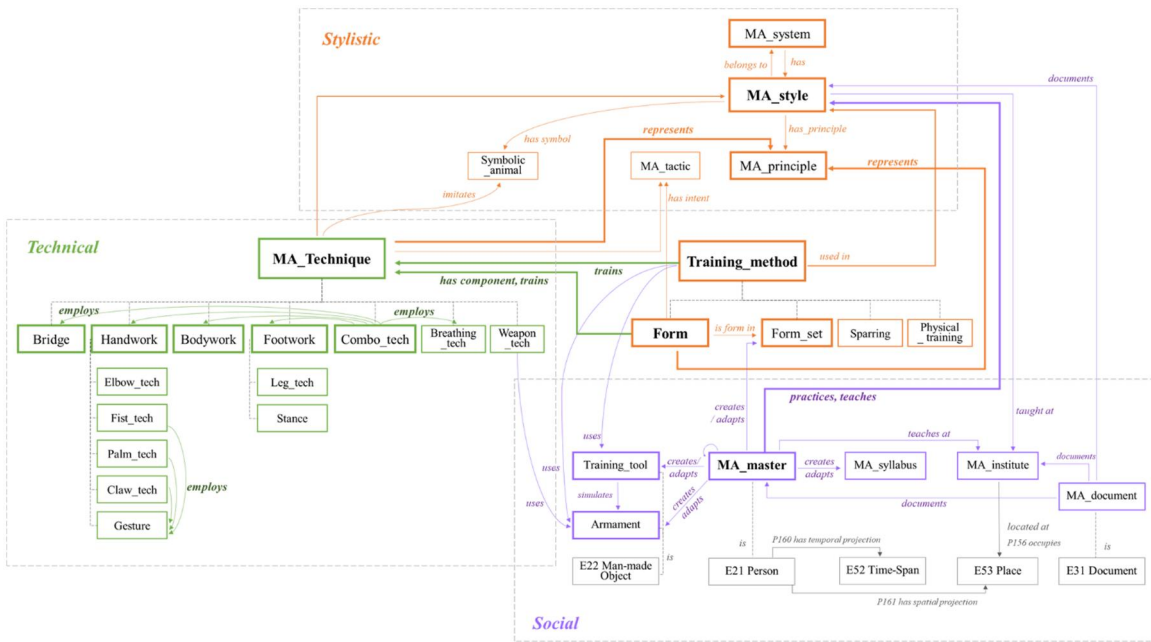 Stylistic
MA_system
belongs to
has
documents
MA_style
has symbol
represents
has_principle
Symbolic
_animal
MA_tactic
MA_principle
represents
imitates
has intent
Technical
MA_Technique
trains
Training_method
used in
has component, trains
employs
employs
Bridge
Handwork
Bodywork
Footwork
Combo_tech
Breathing
_tech
Weapon
_tech
Form
is form in
Form_set
Sparring
Physical
_training
Elbow_tech
Leg_tech
Fist_tech
Stance
Palm_tech
Claw_tech
employs
Gesture
practices, teaches
creates
/ adapts
taught at
uses
teaches at
Training_tool
creates/
adapts
MA_master
creates
adapts
MA_syllabus
MA_institute
documents
uses
uses
simulates
creates
adapts
documents
MA_document
Armament
located at
P156 occupies
is
is
is
P160 has temporal projection
E22 Man-made
Object
E21 Person
E52 Time-Span
E53 Place
E31 Document
P161 has spatial projection
Social